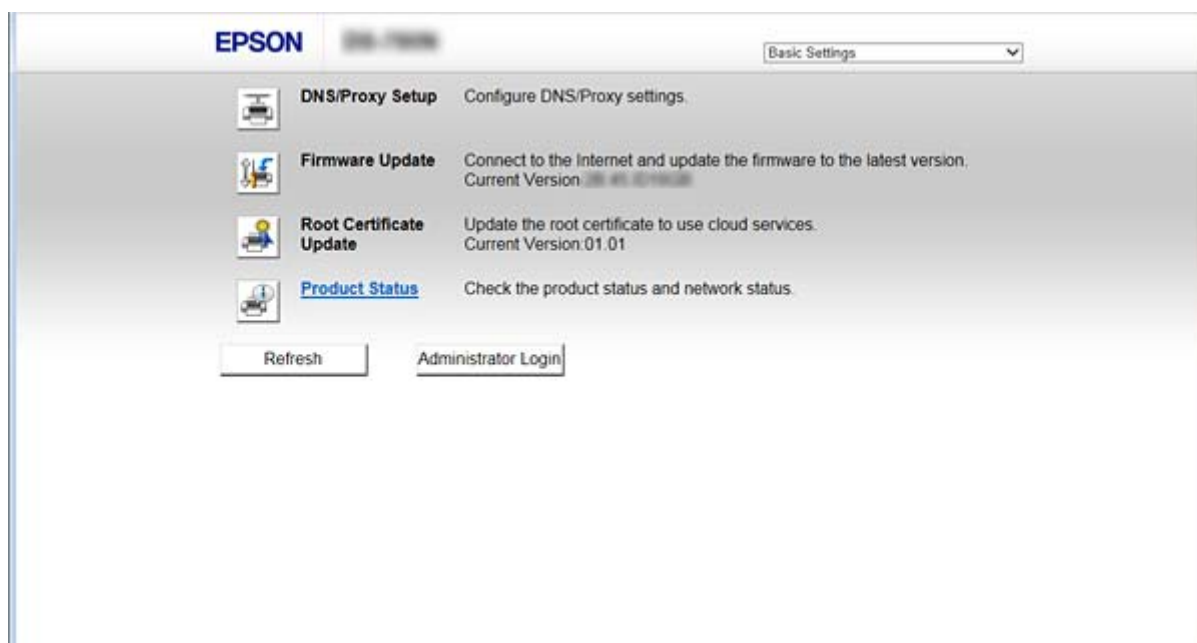 EPSON
Basic Settings
DNS/Proxy Setup Configure DNS/Proxy settings.
Firmware Update Connect to the Internet and update the firmware to the latest version.
Current Version:
Root Certificate Update the root certificate to use cloud services.
Update Current Version:01.01
Product Status Check the product status and network status.
Refresh Administrator Login